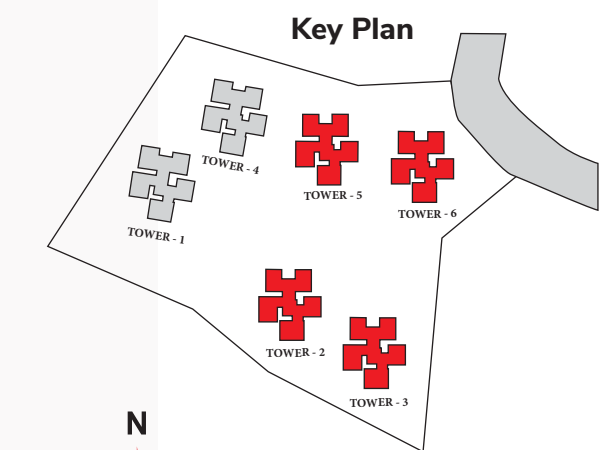 Key Plan
TOWER - 4
TOWER - 5
TOWER - 6
TOWER - 1
TOWER - 2
TOWER - 3
N